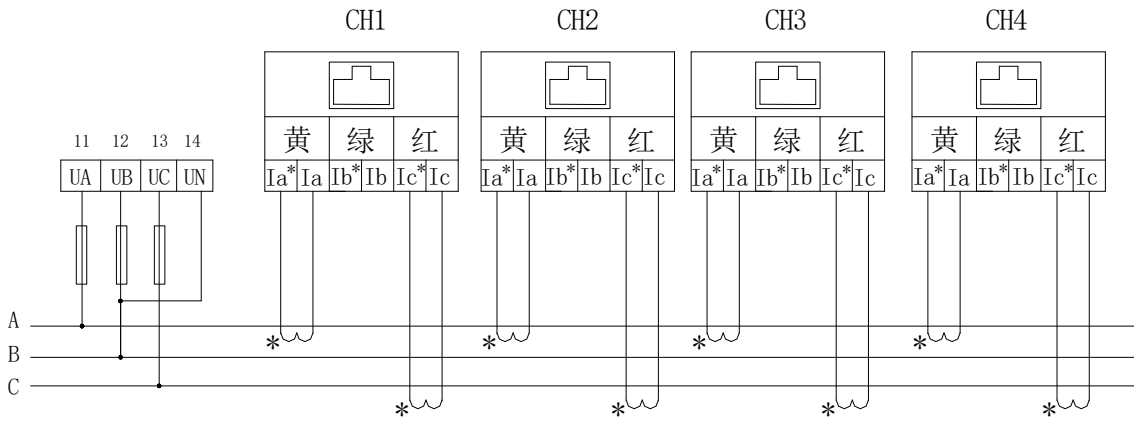 CH1 CH2 CH3 CH4
黄 绿 红 黄 绿 红 黄 绿 红 黄 绿 红
11 12 13 14
UA UB UC UN Ia* Ia Ib* Ib Ic* Ic Ia* Ia Ib* Ib Ic* Ic Ia* Ia Ib* Ib Ic* Ic Ia* Ia Ib* Ib Ic* Ic
A
* * * *
B
C
* * * *